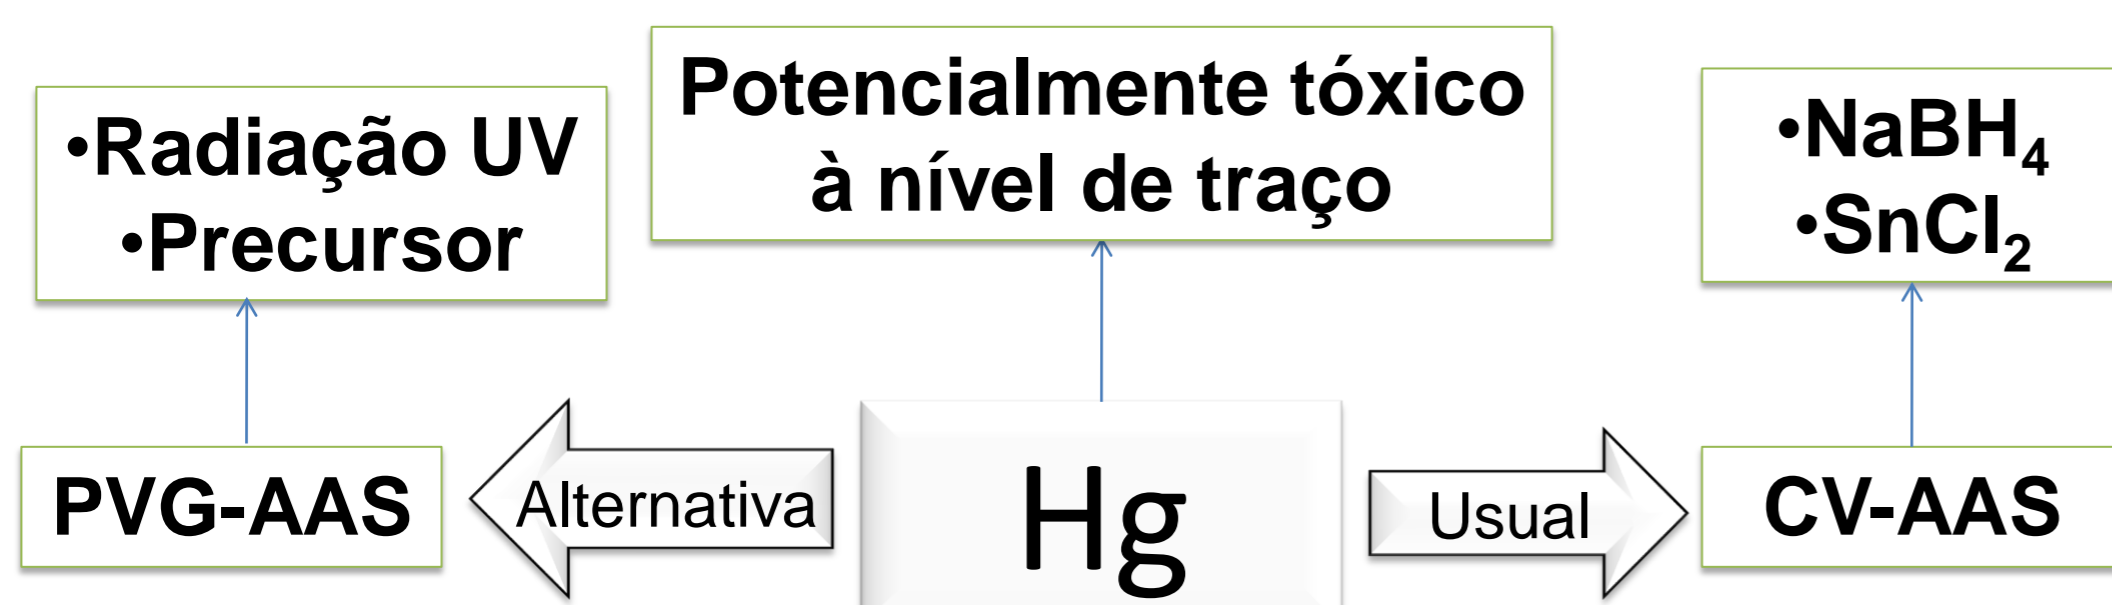 •Radiação UV
•Precursor
Potencialmente tóxico
à nível de traço
•NaBH₄
•SnCl₂
PVG-AAS
Alternativa
Hg
Usual
CV-AAS